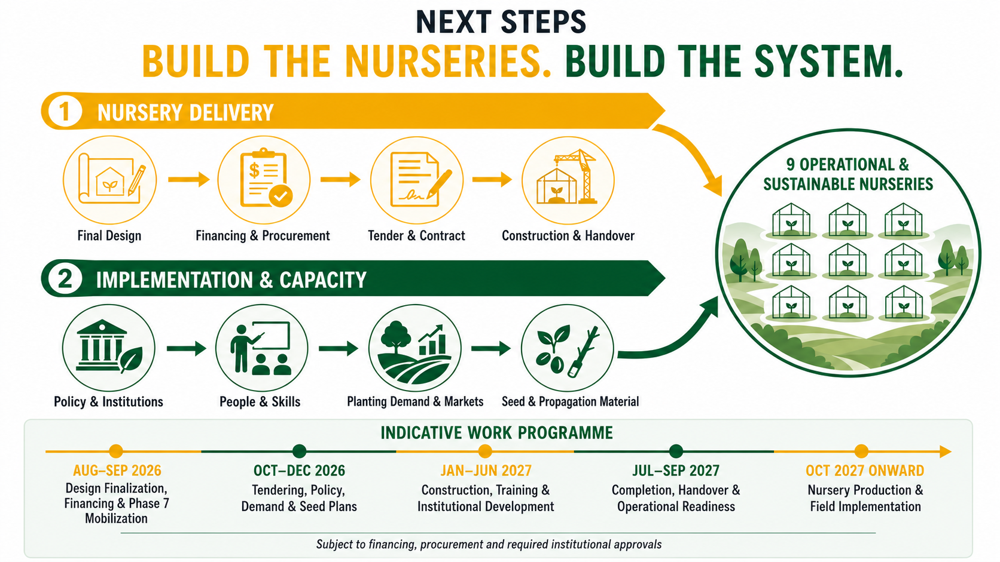 NEXT STEPS
BUILD THE NURSERIES. BUILD THE SYSTEM.
1 NURSERY DELIVERY
$
Final Design
Financing & Procurement
Tender & Contract
Construction & Handover
2 IMPLEMENTATION & CAPACITY
Policy & Institutions
People & Skills
Planting Demand & Markets
Seed & Propagation Material
9 OPERATIONAL &
SUSTAINABLE NURSERIES
INDICATIVE WORK PROGRAMME
AUG–SEP 2026
Design Finalization,
Financing & Phase 7
Mobilization
OCT–DEC 2026
Tendering, Policy,
Demand & Seed Plans
JAN–JUN 2027
Construction, Training &
Institutional Development
JUL–SEP 2027
Completion, Handover &
Operational Readiness
OCT 2027 ONWARD
Nursery Production &
Field Implementation
Subject to financing, procurement and required institutional approvals